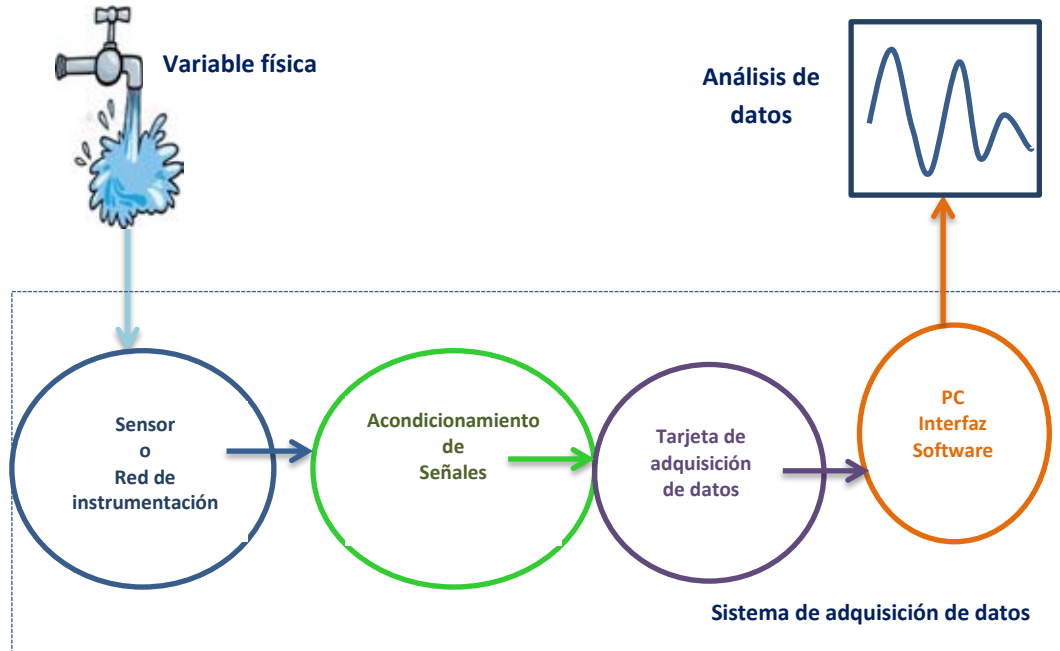 Variable física
Análisis de
datos
Sensor
o
Red de
instrumentación
Acondicionamiento
de
Señales
Tarjeta de
adquisición
de datos
PC
Interfaz
Software
Sistema de adquisición de datos